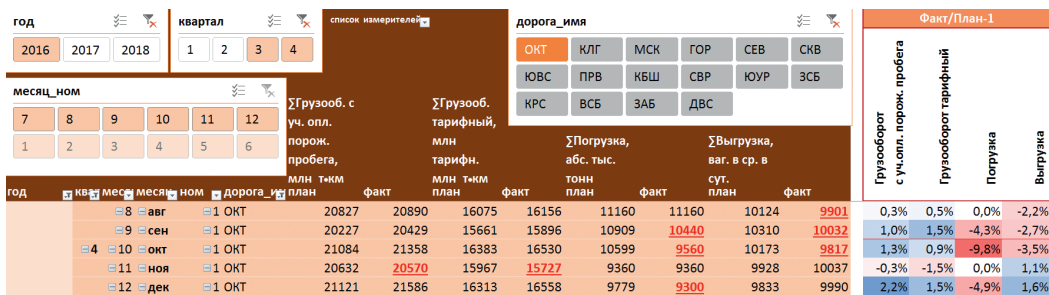 год
2016 2017 2018
квартал
1 2 3 4
месяц_ном
7 8 9 10 11 12
1 2 3 4 5 6
список измерителей
дорога_имя
ОКТ КЛГ МСК ГОР СЕВ СКВ
ЮВС ПРВ КБШ СВР ЮУР ЗСБ
КРС ВСБ ЗАБ ДВС
∑Грузооб. с
уч. опл.
порож.
пробега,
млн т•км
∑Грузооб.
тарифный,
млн
тарифн.
млн т•км
∑Погрузка,
абс. тыс.
тонн
∑Выгрузка,
ваг. в ср. в
сут.
Факт/План-1
Грузооборот
с уч.опл. порож. пробега
Грузооборот тарифный
Погрузка
Выгрузка
год ном план факт план факт план факт план факт
8 авг 1 ОКТ 20827 20890 16075 16156 11160 11160 10124 9901 0,3% 0,5% 0,0% -2,2%
9 сен 1 ОКТ 20227 20429 15661 15896 10909 10440 10310 10032 1,0% 1,5% -4,3% -2,7%
4 10 окт 1 ОКТ 21084 21358 16383 16530 10599 9560 10173 9817 1,3% 0,9% -9,8% -3,5%
11 ноя 1 ОКТ 20632 20570 15967 15727 9360 9360 9928 10037 -0,3% -1,5% 0,0% 1,1%
12 дек 1 ОКТ 21121 21586 16313 16558 9779 9300 9833 9990 2,2% 1,5% -4,9% 1,6%